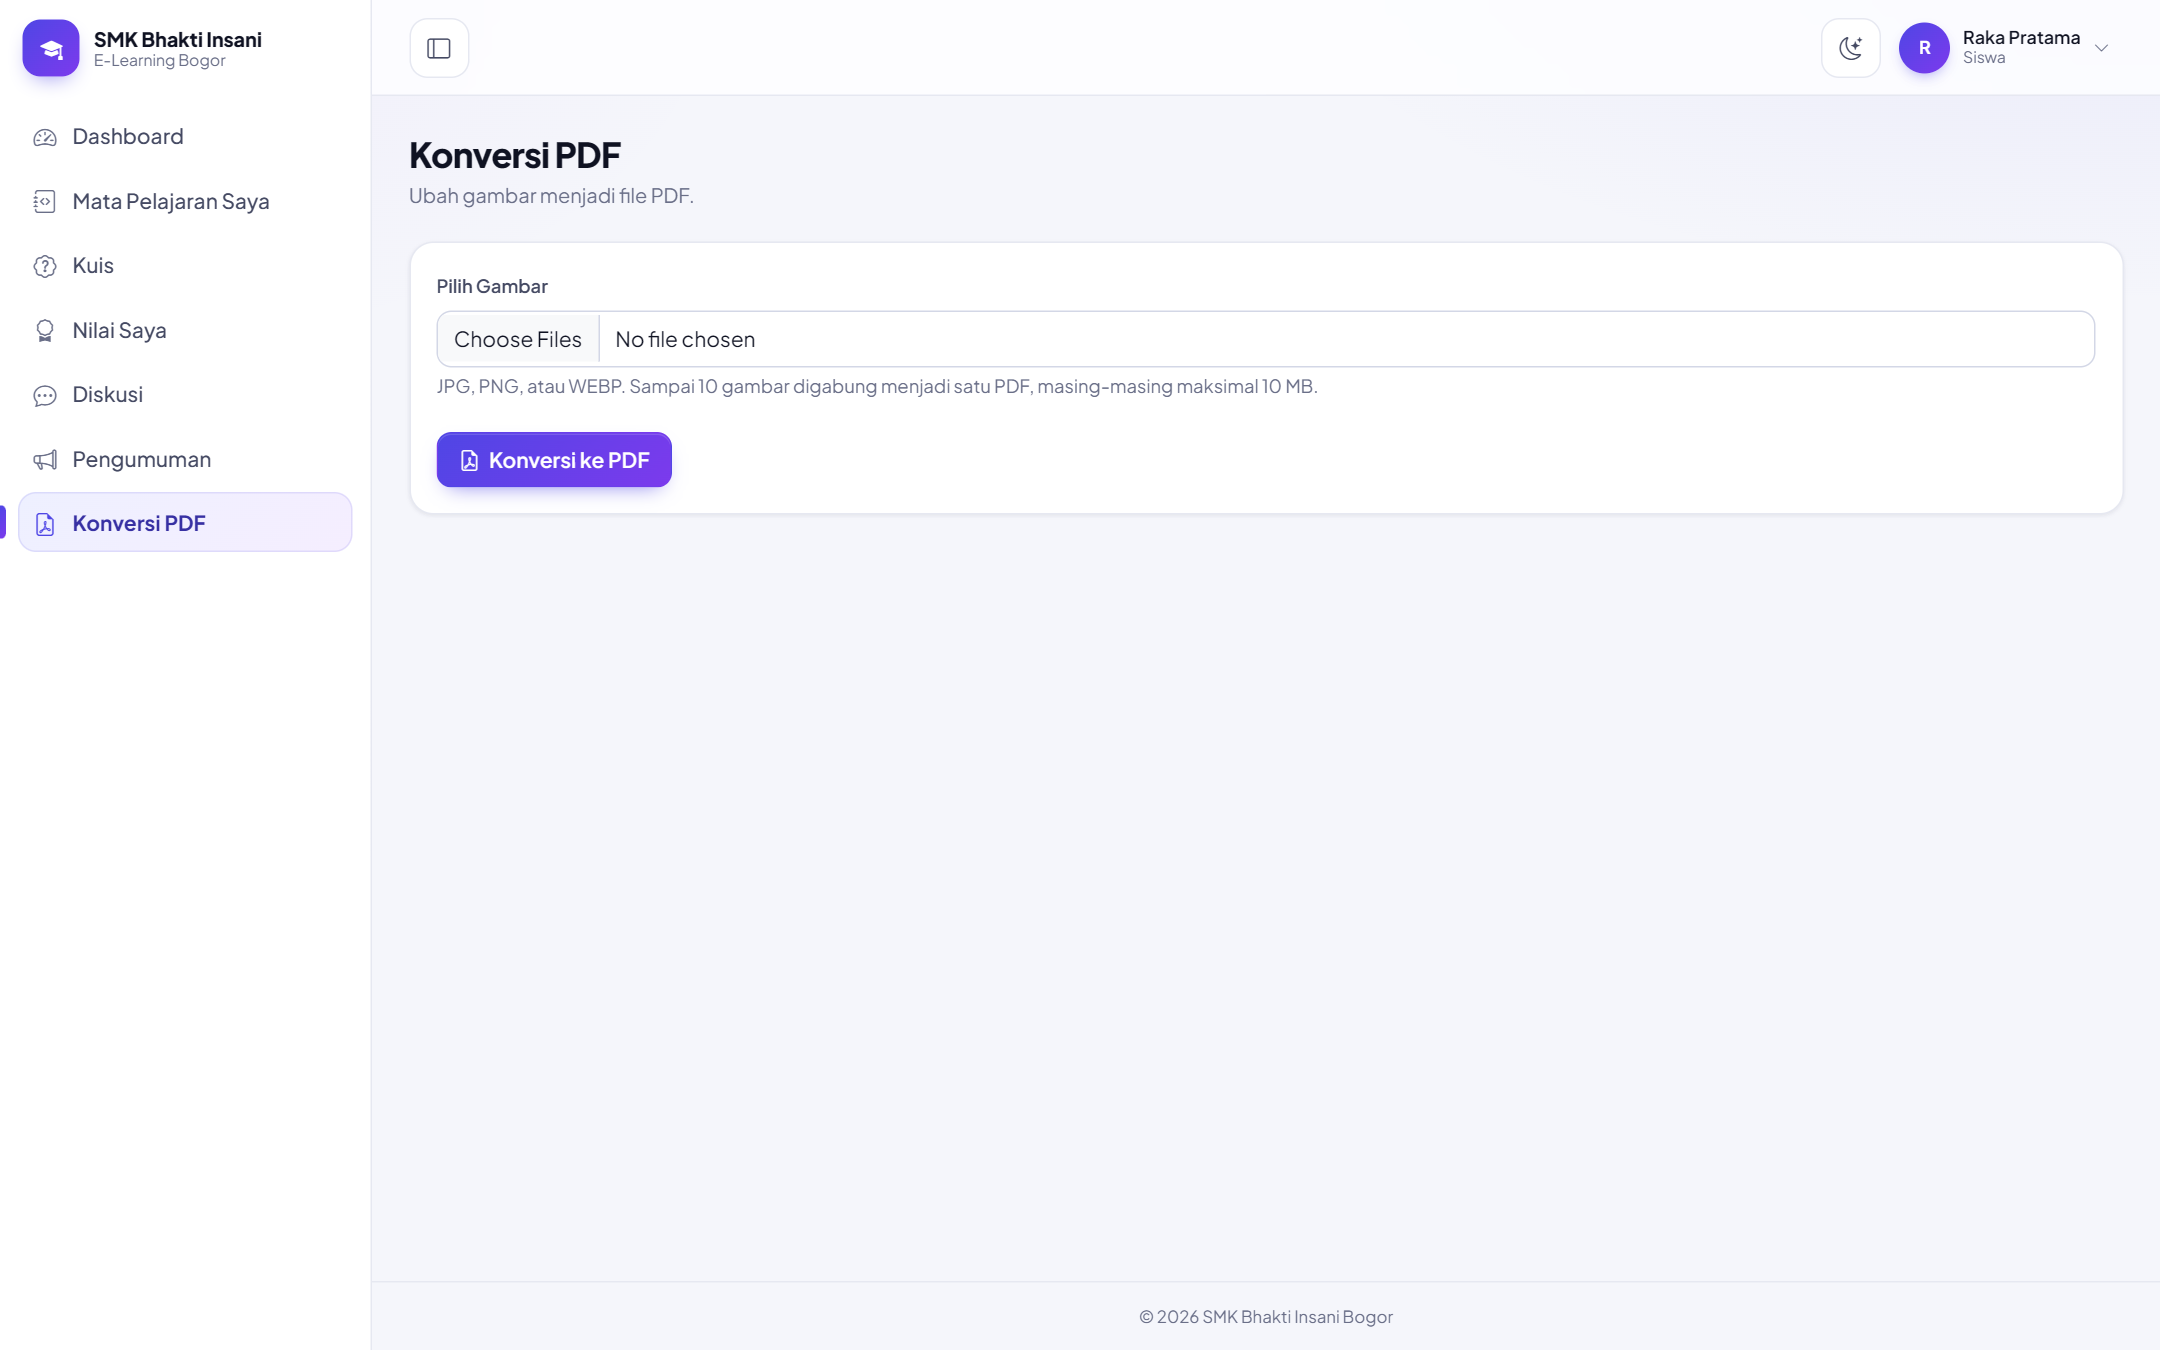 SMK Bhakti Insani
E-Learning Bogor
Dashboard
Mata Pelajaran Saya
Kuis
Nilai Saya
Diskusi
Pengumuman
Konversi PDF
R
Raka Pratama
Siswa
Konversi PDF
Ubah gambar menjadi file PDF.
Pilih Gambar
Choose Files No file chosen
JPG, PNG, atau WEBP. Sampai 10 gambar digabung menjadi satu PDF, masing-masing maksimal 10 MB.
Konversi ke PDF
© 2026 SMK Bhakti Insani Bogor